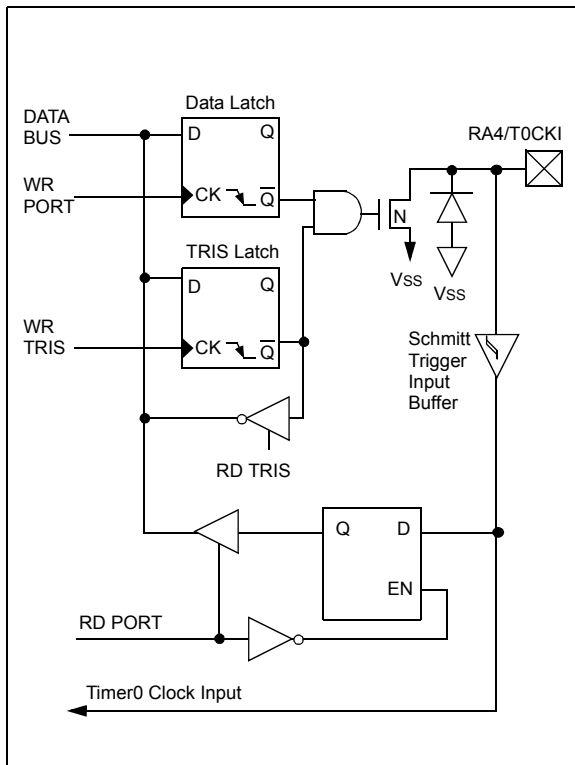 Data Latch
DATA
BUS
D
Q
RA4/T0CKI
WR
PORT
CK
Q
N
VSS
VSS
TRIS Latch
D
Q
WR
TRIS
CK
Q
Schmitt
Trigger
Input
Buffer
RD TRIS
Q
D
EN
RD PORT
Timer0 Clock Input